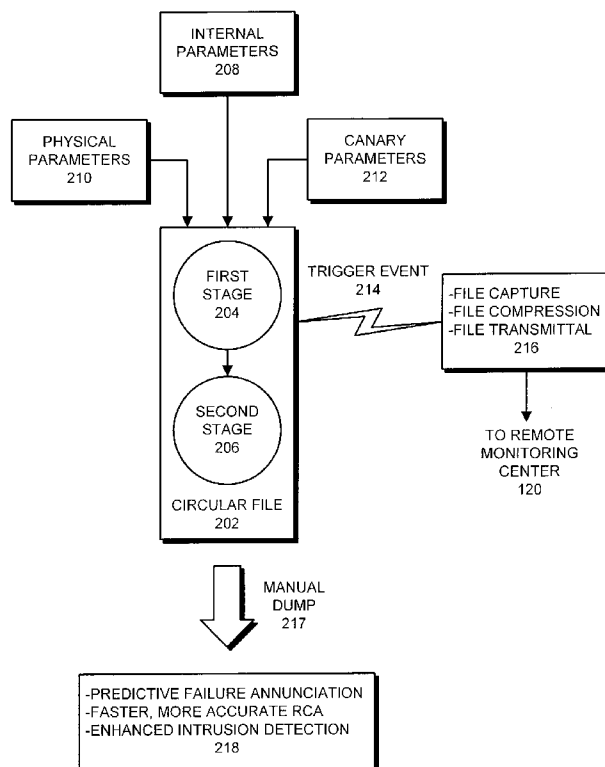 INTERNAL
PARAMETERS
208
PHYSICAL
PARAMETERS
210
CANARY
PARAMETERS
212
FIRST
STAGE
204
SECOND
STAGE
206
CIRCULAR FILE
202
TRIGGER EVENT
214
-FILE CAPTURE
-FILE COMPRESSION
-FILE TRANSMITTAL
216
TO REMOTE
MONITORING
CENTER
120
MANUAL
DUMP
217
-PREDICTIVE FAILURE ANNUNCIATION
-FASTER, MORE ACCURATE RCA
-ENHANCED INTRUSION DETECTION
218